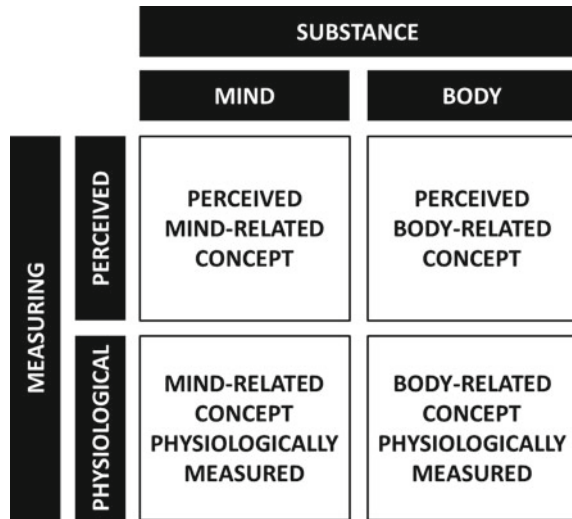 SUBSTANCE
MIND
BODY
MEASURING
PERCEIVED
PERCEIVED
MIND-RELATED
CONCEPT
PERCEIVED
BODY-RELATED
CONCEPT
PHYSIOLOGICAL
MIND-RELATED
CONCEPT
PHYSIOLOGICALLY
MEASURED
BODY-RELATED
CONCEPT
PHYSIOLOGICALLY
MEASURED